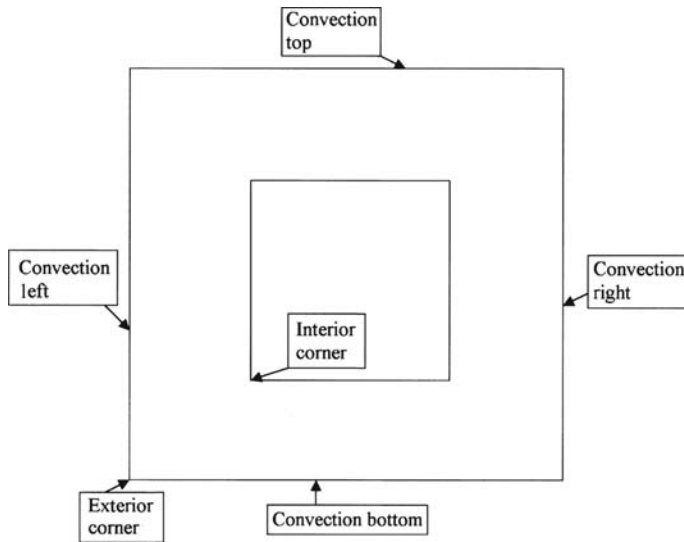 Convection
top
Convection
left
Convection
right
Interior
corner
Exterior
corner
Convection bottom